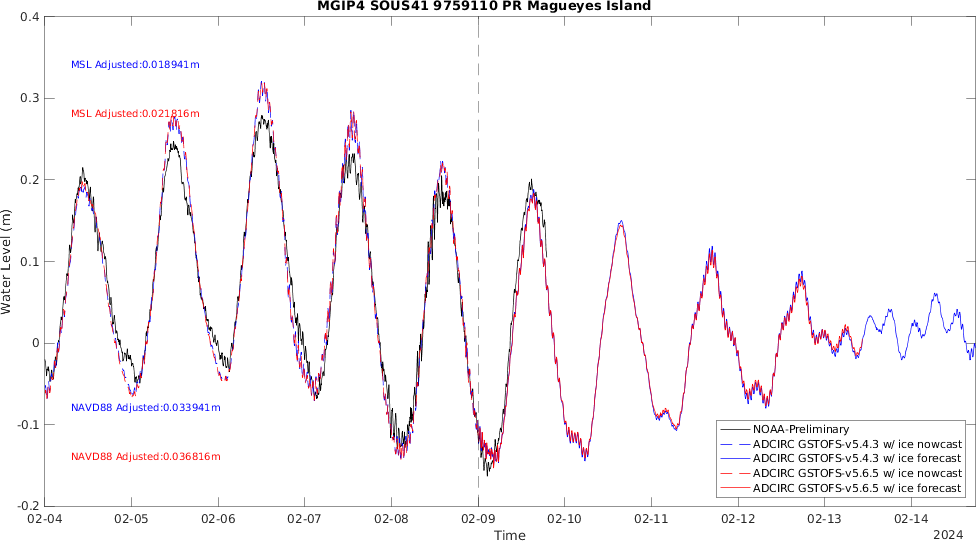 MGIP4 SOUS41 9759110 PR Magueyes Island
0.4
0.3
0.2
0.1
0
-0.1
-0.2
Water Level (m)
MSL Adjusted:0.018941m
MSL Adjusted:0.021816m
NAVD88 Adjusted:0.033941m
NAVD88 Adjusted:0.036816m
NOAA-Preliminary
ADCIRC GSTOFS-v5.4.3 w/ ice nowcast
ADCIRC GSTOFS-v5.4.3 w/ ice forecast
ADCIRC GSTOFS-v5.6.5 w/ ice nowcast
ADCIRC GSTOFS-v5.6.5 w/ ice forecast
02-04 02-05 02-06 02-07 02-08 02-09 02-10 02-11 02-12 02-13 02-14
Time
2024